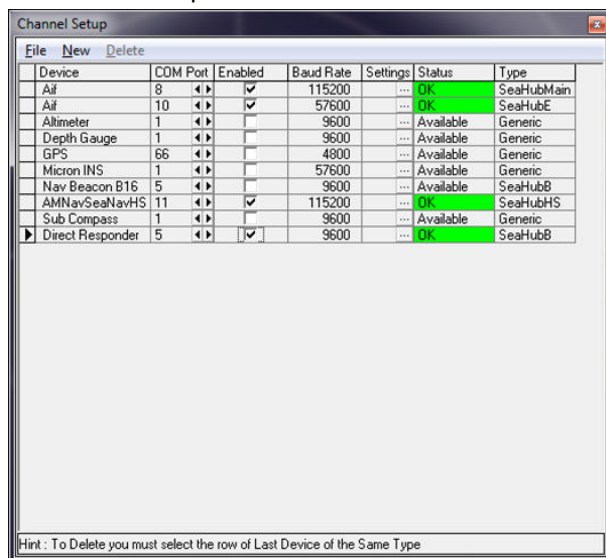 Channel Setup
File New Delete
Device COM Port Enabled Baud Rate Settings Status Type
Aif 8 115200 ... OK SeaHubMain
Aif 10 57600 ... OK SeaHubE
Altimeter 1 9600 ... Available Generic
Depth Gauge 1 9600 ... Available Generic
GPS 66 4800 ... Available Generic
Micron INS 1 57600 ... Available Generic
Nav Beacon B16 5 9600 ... Available SeaHubB
AMNavSeaNavHS 11 115200 ... OK SeaHubHS
Sub Compass 1 9600 ... Available Generic
Direct Responder 5 9600 ... OK SeaHubB
Hint : To Delete you must select the row of Last Device of the Same Type